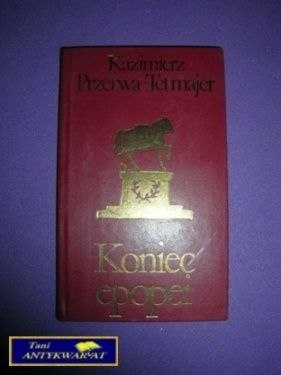 Kazimierz
Przerwa-Tetmajer
Koniec
epopei
Tani
ANTYKWARIAT